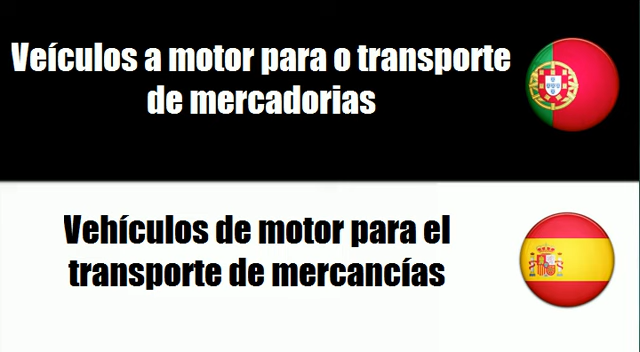 Veículos a motor para o transporte
de mercadorias
Vehículos de motor para el
transporte de mercancías